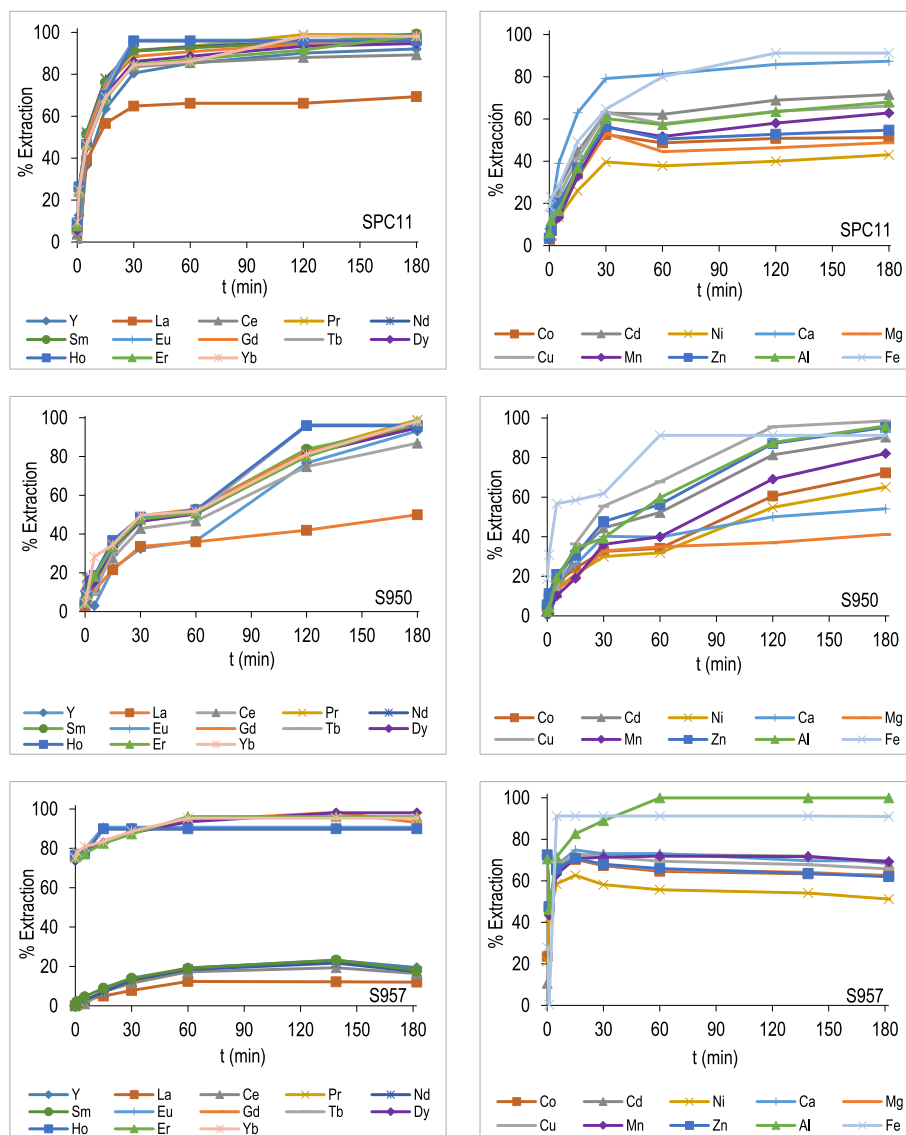 100
80
60
40
20
0
% Extraction
SPC11
0 30 60 90 120 150 180
t (min)
Y La Ce Pr Nd
Sm Eu Gd Tb Dy
Ho Er Yb
100
80
60
40
20
0
% Extracción
SPC11
0 30 60 90 120 150 180
t (min)
Co Cd Ni Ca Mg
Cu Mn Zn Al Fe
100
80
60
40
20
0
% Extraction
S950
0 30 60 90 120 150 180
t (min)
Y La Ce Pr Nd
Sm Eu Gd Tb Dy
Ho Er Yb
100
80
60
40
20
0
% Extraction
S950
0 30 60 90 120 150 180
t (min)
Co Cd Ni Ca Mg
Cu Mn Zn Al Fe
100
80
60
40
20
0
% Extraction
S957
0 30 60 90 120 150 180
t (min)
Y La Ce Pr Nd
Sm Eu Gd Tb Dy
Ho Er Yb
100
80
60
40
20
0
% Extraction
S957
0 30 60 90 120 150 180
t (min)
Co Cd Ni Ca Mg
Cu Mn Zn Al Fe